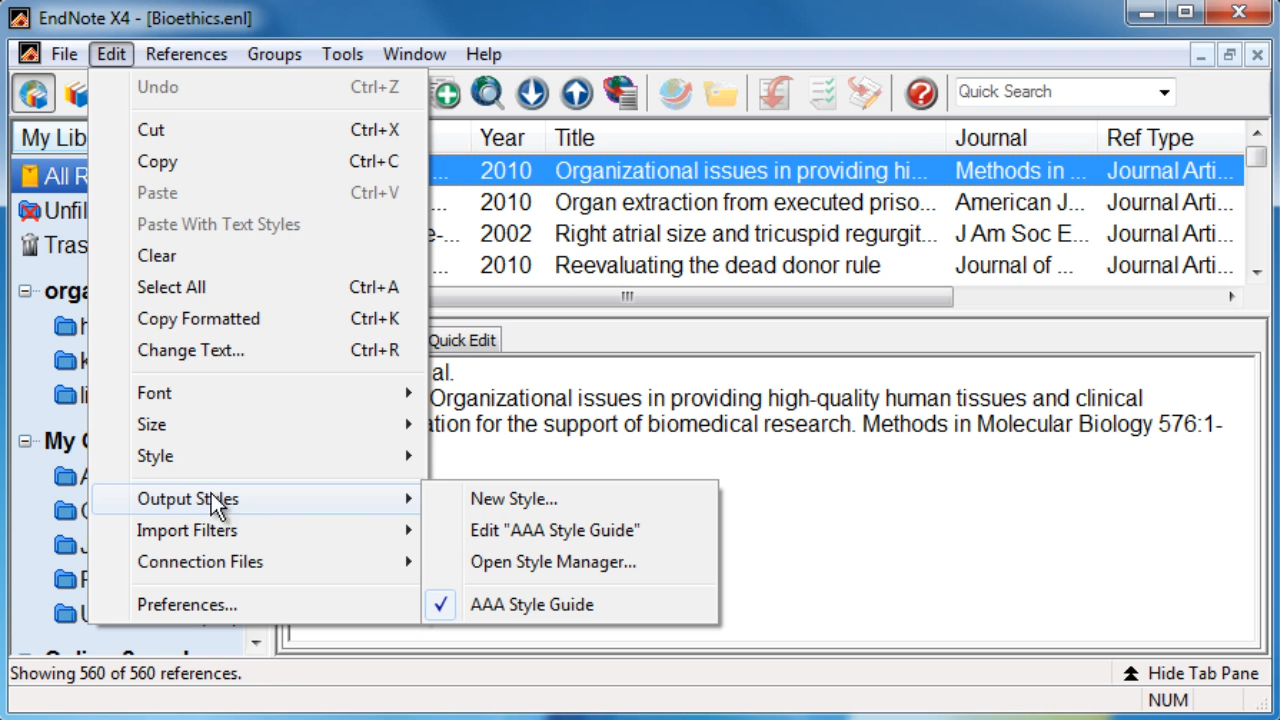 EndNote X4 - [Bioethics.enl]
File Edit References Groups Tools Window Help
Quick Search
My Lib
All R
Unfil
Tras
orga
My
Year Title Journal Ref Type
... 2010 Organizational issues in providing hi... Methods in ... Journal Arti...
... 2010 Organ extraction from executed priso... American J... Journal Arti...
e-... 2002 Right atrial size and tricuspid regurgit... J Am Soc E... Journal Arti...
... 2010 Reevaluating the dead donor rule Journal of ... Journal Arti...
Quick Edit
al.
Organizational issues in providing high-quality human tissues and clinical
ation for the support of biomedical research. Methods in Molecular Biology 576:1-
Undo Ctrl+Z
Cut Ctrl+X
Copy Ctrl+C
Paste Ctrl+V
Paste With Text Styles
Clear
Select All Ctrl+A
Copy Formatted Ctrl+K
Change Text... Ctrl+R
Font
Size
Style
Output Styles
Import Filters
Connection Files
Preferences...
New Style...
Edit "AAA Style Guide"
Open Style Manager...
AAA Style Guide
Showing 560 of 560 references.
Hide Tab Pane
NUM